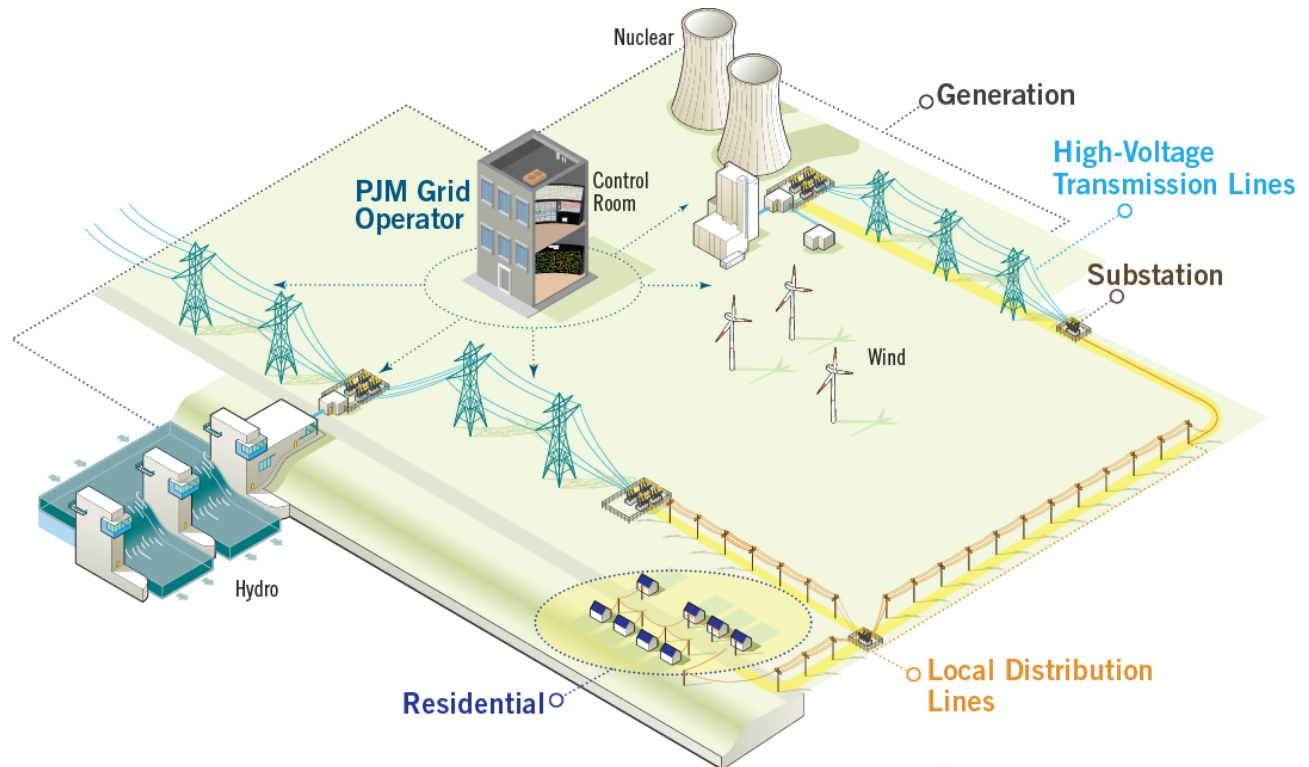 Nuclear
Generation
High-Voltage
Transmission Lines
PJM Grid
Operator
Control
Room
Substation
Wind
Hydro
Residential
Local Distribution
Lines